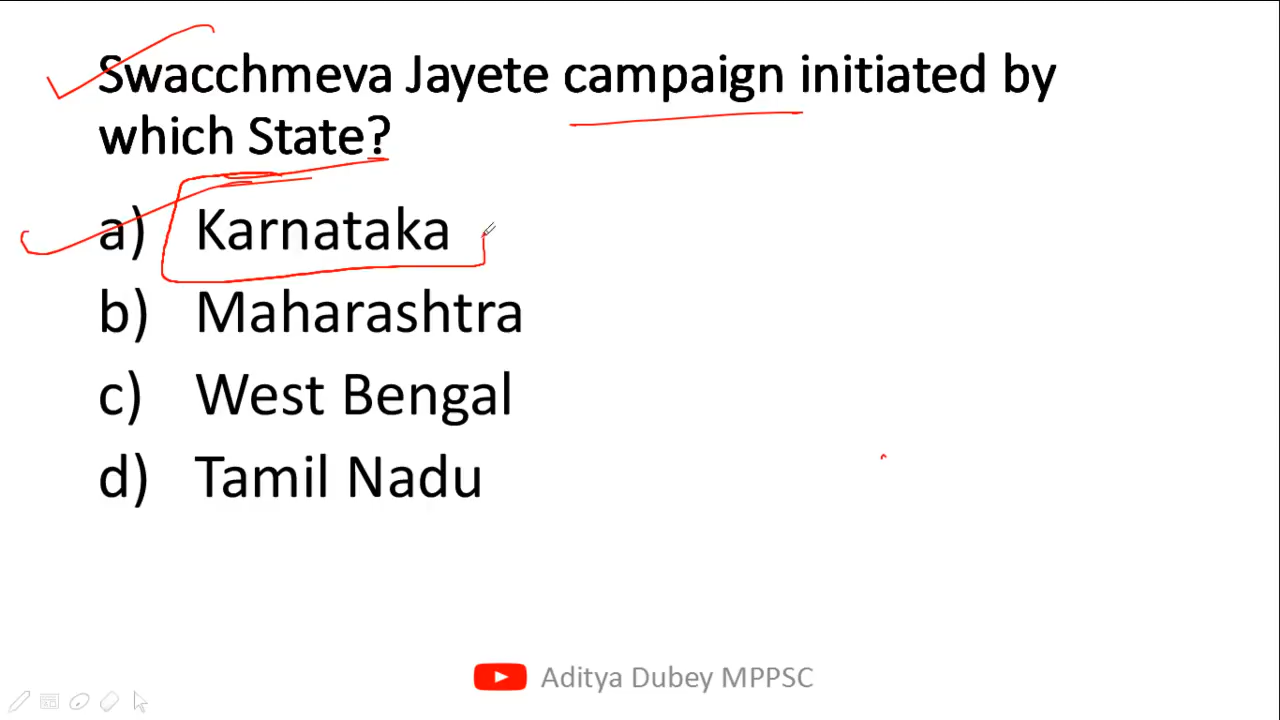 Swacchmeva Jayete campaign initiated by
which State?
a) Karnataka
b) Maharashtra
c) West Bengal
d) Tamil Nadu
Aditya Dubey MPPSC